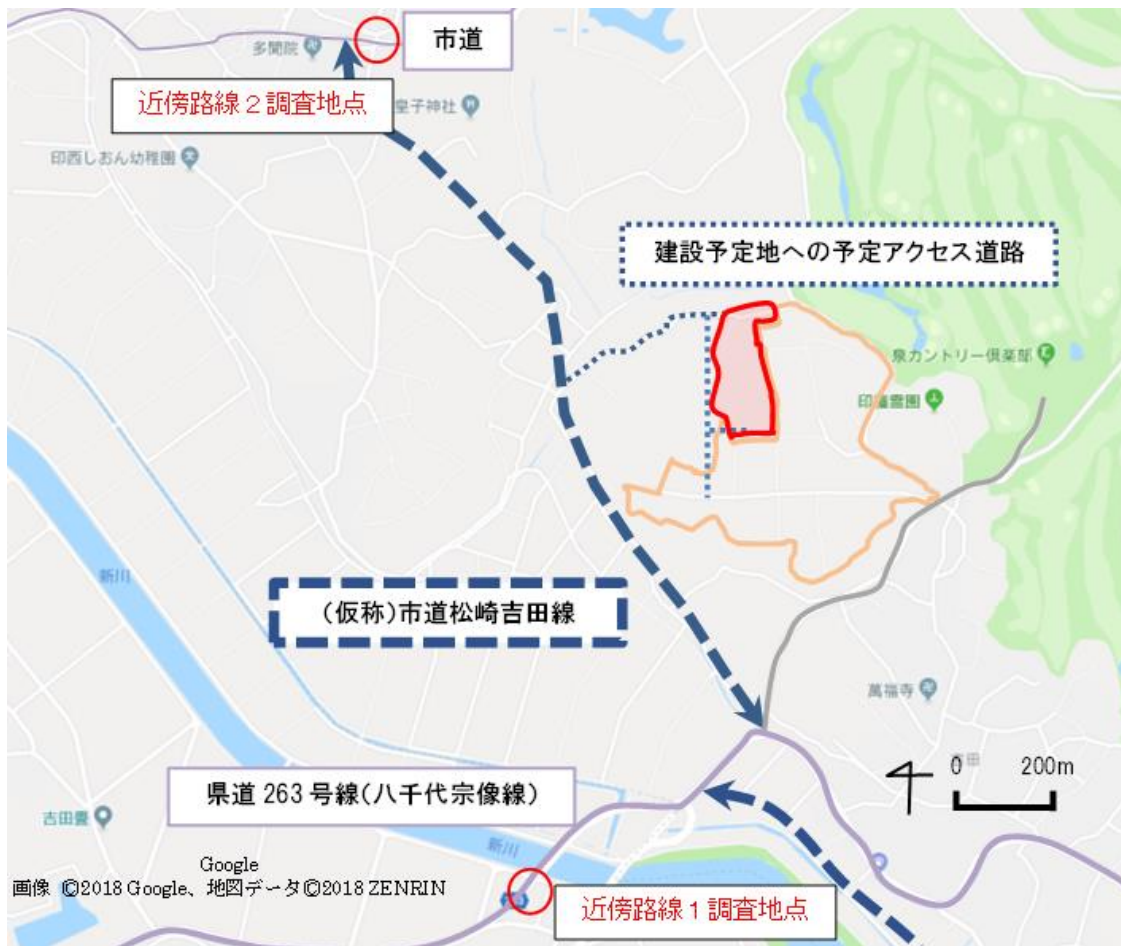 多聞院
市道
近傍路線2調査地点
皇子神社
印西しおん幼稚園
建設予定地への予定アクセス道路
泉カントリー倶楽部
印旛霊園
新川
(仮称)市道松崎吉田線
萬福寺
0 200m
県道263号線(八千代宗像線)
吉田畳
新川
Google
画像 ©2018 Google、地図データ©2018 ZENRIN
近傍路線1調査地点